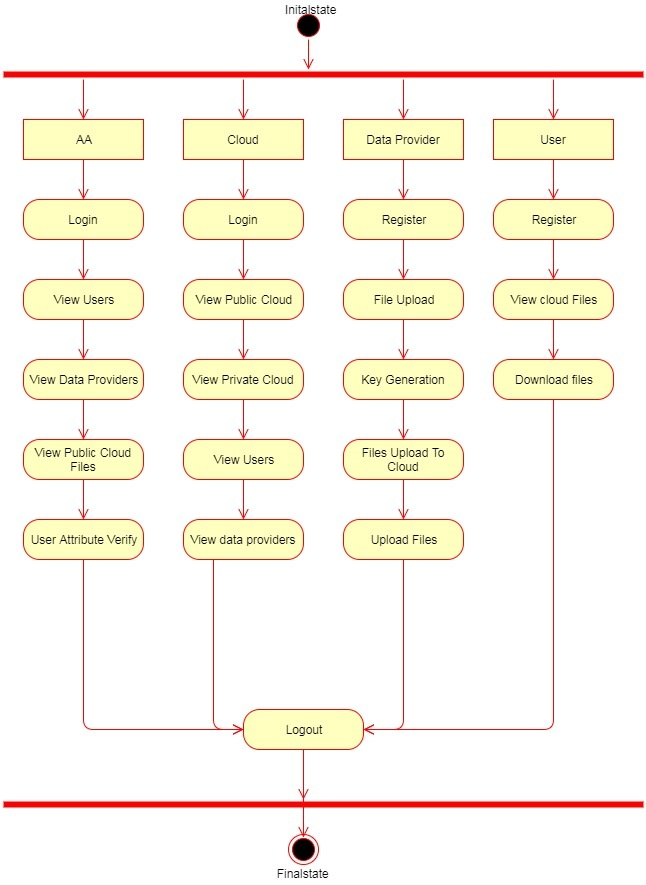 Initalstate
AA
Cloud
Data Provider
User
Login
Login
Register
Register
View Users
View Public Cloud
File Upload
View cloud Files
View Data Providers
View Private Cloud
Key Generation
Download files
View Public Cloud
Files
View Users
Files Upload To
Cloud
User Attribute Verify
View data providers
Upload Files
Logout
Finalstate